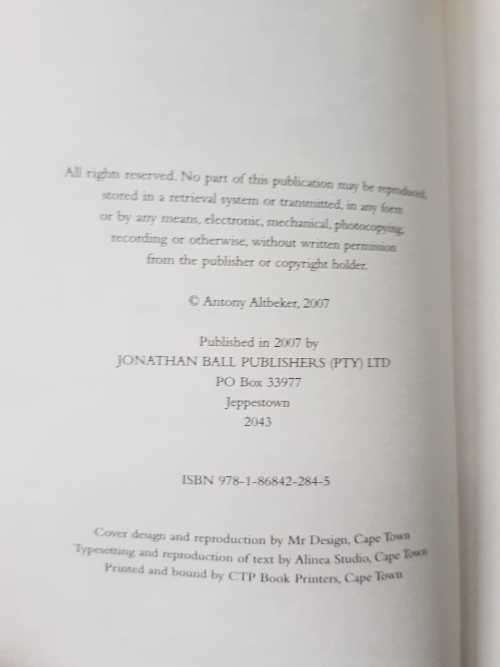 All rights reserved. No part of this publication may be reproduced,
stored in a retrieval system or transmitted, in any form
or by any means, electronic, mechanical, photocopying,
recording or otherwise, without written permission
from the publisher or copyright holder.
© Antony Altbeker, 2007
Published in 2007 by
JONATHAN BALL PUBLISHERS (PTY) LTD
PO Box 33977
Jeppestown
2043
ISBN 978-1-86842-284-5
Cover design and reproduction by Mr Design, Cape Town
Typesetting and reproduction of text by Alinea Studio, Cape Town
Printed and bound by CTP Book Printers, Cape Town